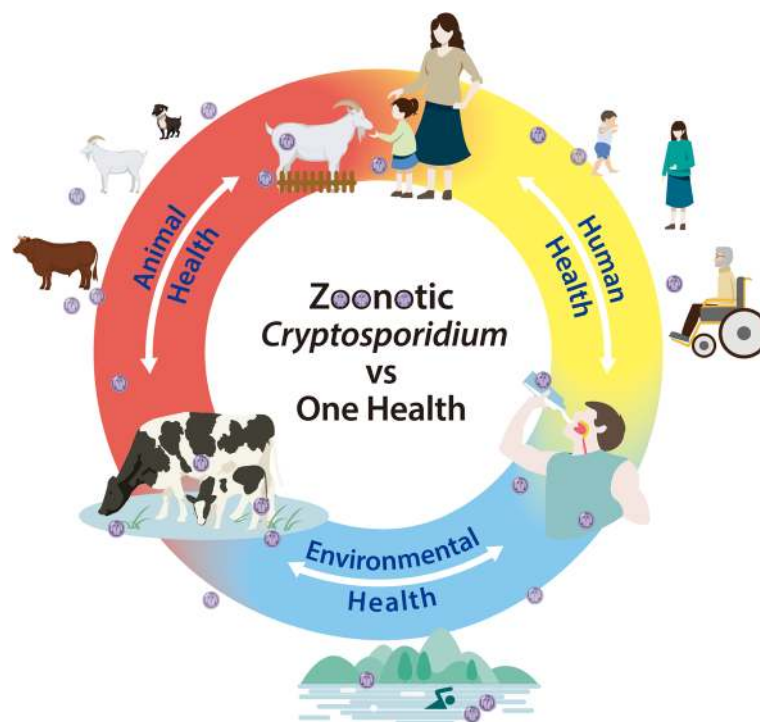 Animal
Health
Human
Health
Zoonotic
Cryptosporidium
vs
One Health
Environmental
Health